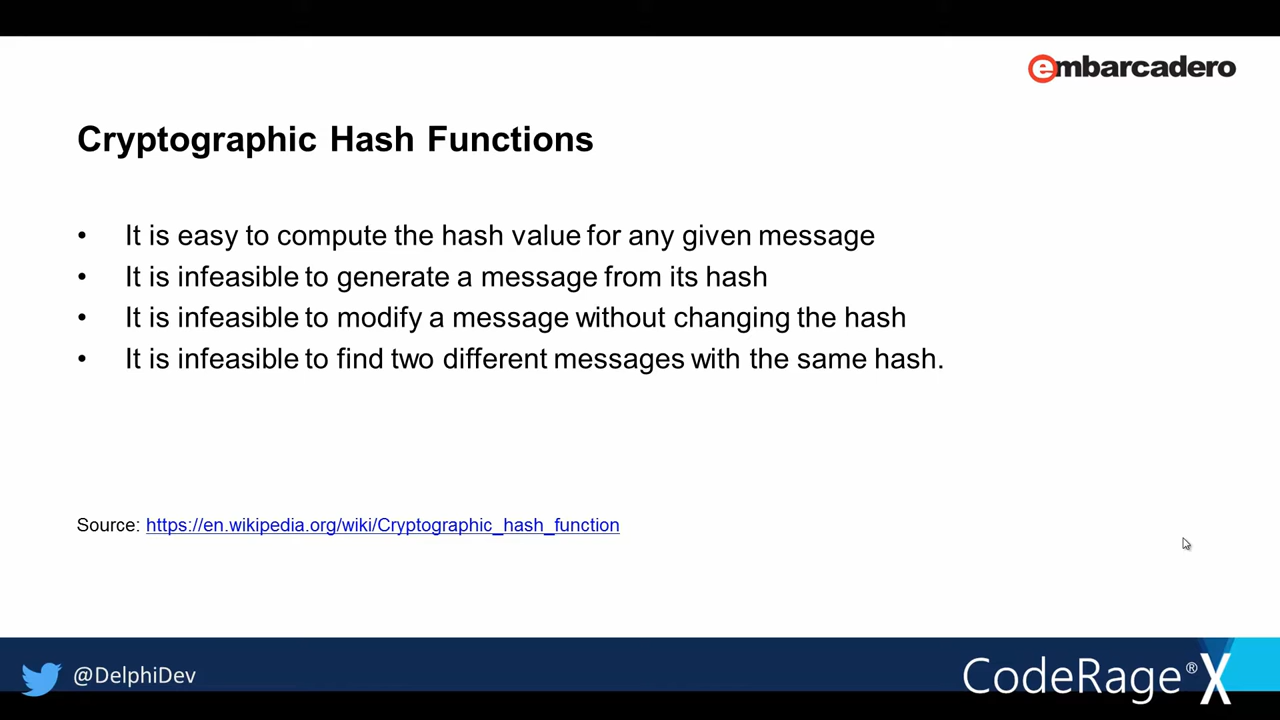 embarcadero
Cryptographic Hash Functions
• It is easy to compute the hash value for any given message
• It is infeasible to generate a message from its hash
• It is infeasible to modify a message without changing the hash
• It is infeasible to find two different messages with the same hash.
Source: https://en.wikipedia.org/wiki/Cryptographic_hash_function
@DelphiDev
CodeRage® X